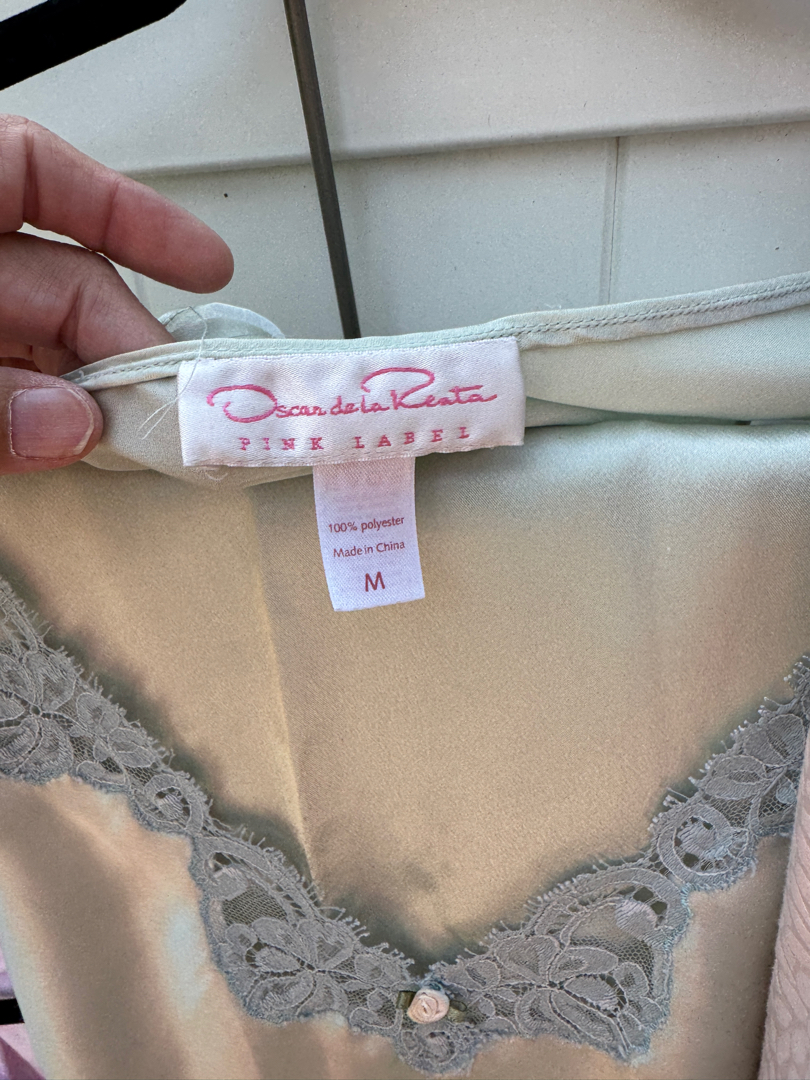 Oscar de la Renta
PINK LABEL
100% polyester
Made in China
M